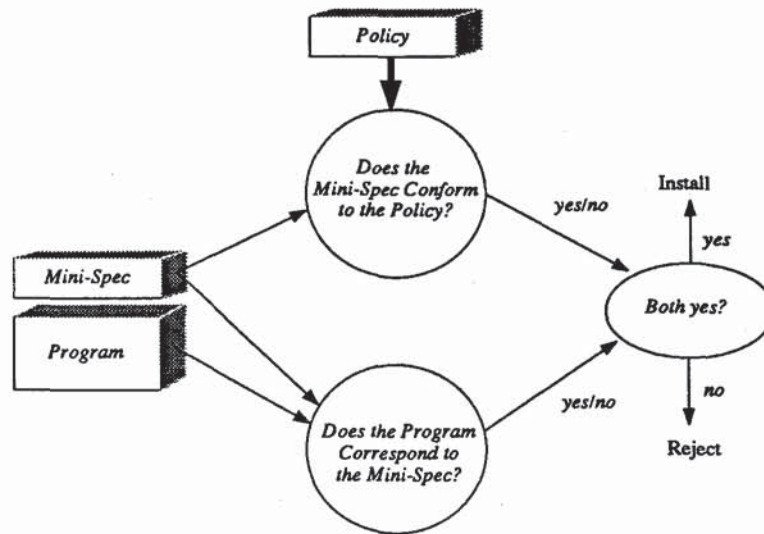 Policy
Does the
Mini-Spec Conform
to the Policy?
Install
yes/no
yes
Mini-Spec
Both yes?
Program
yes/no
no
Does the Program
Correspond to
the Mini-Spec?
Reject